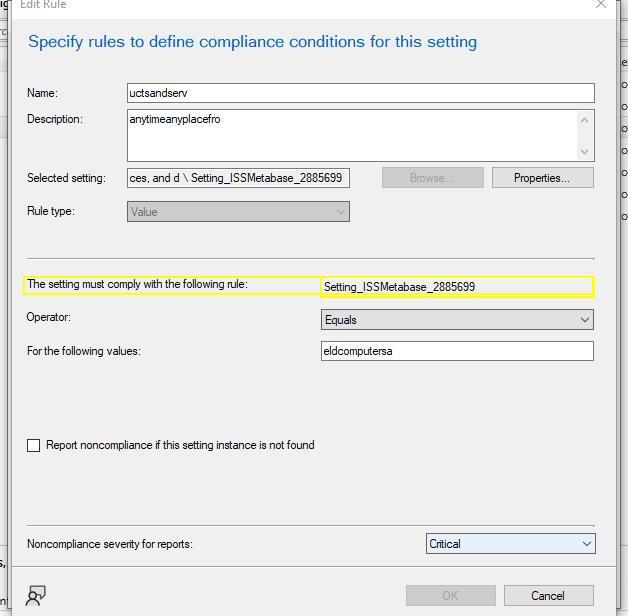 Edit Rule
Specify rules to define compliance conditions for this setting
Name: uctsandserv
Description: anytimeanyplacefro
Selected setting: ces, and d \ Setting_ISSMetabase_2885699 Browse... Properties...
Rule type: Value
The setting must comply with the following rule: Setting_ISSMetabase_2885699
Operator: Equals
For the following values: eldcomputersa
Report noncompliance if this setting instance is not found
Noncompliance severity for reports: Critical
OK Cancel